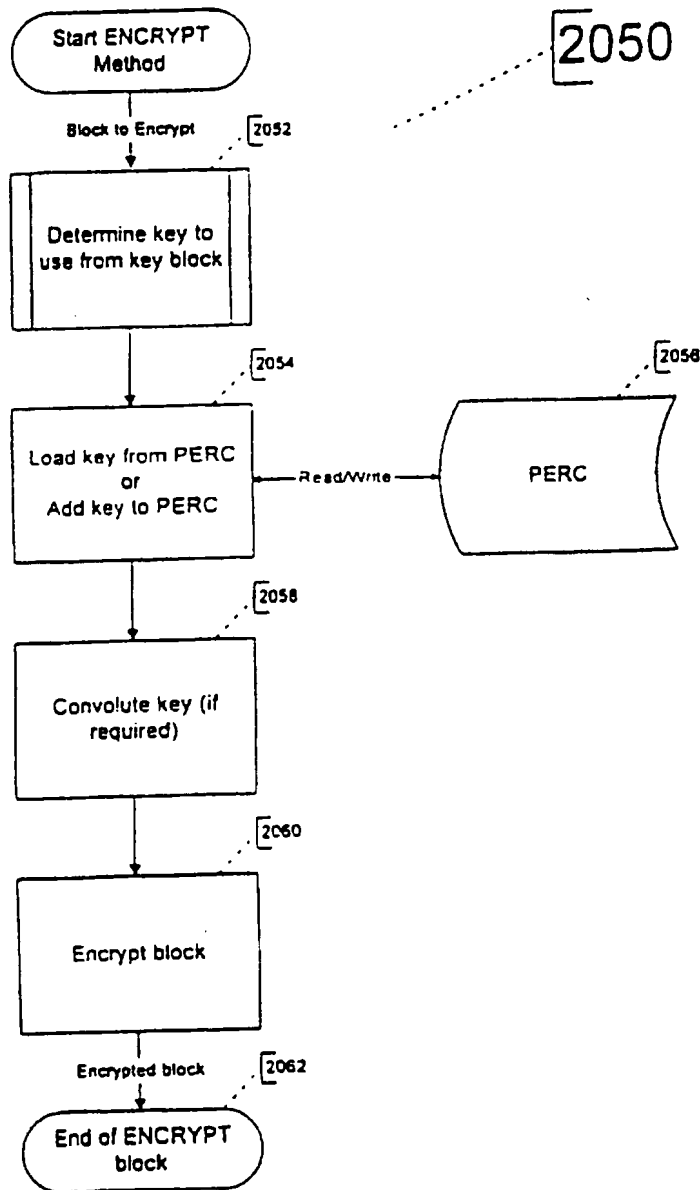 Start ENCRYPT
Method
2050
Block to Encrypt
2052
Determine key to
use from key block
2054
Load key from PERC
or
Add key to PERC
Read/Write
2056
PERC
2058
Convolute key (if
required)
2060
Encrypt block
Encrypted block
2062
End of ENCRYPT
block